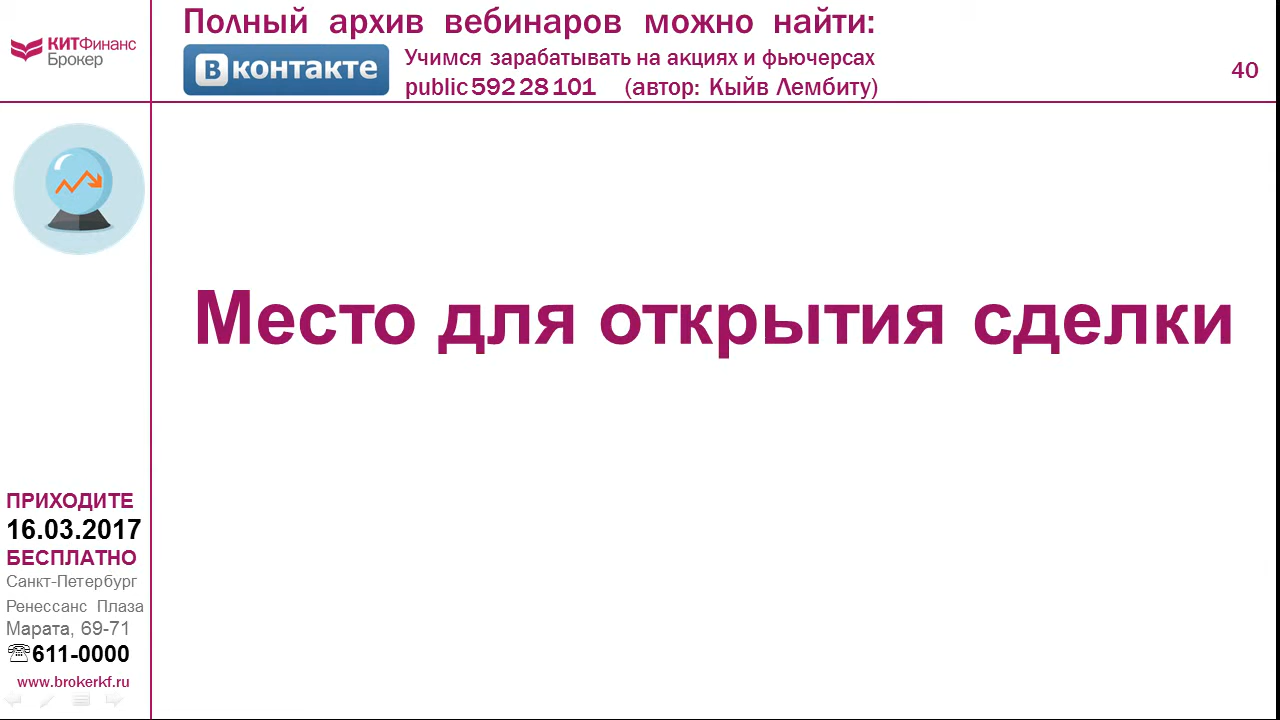 КИТФинанс
Брокер
Полный архив вебинаров можно найти:
Вконтакте
Учимся зарабатывать на акциях и фьючерсах
public 592 28 101 (автор: Кыйв Лембиту)
40
Место для открытия сделки
ПРИХОДИТЕ
16.03.2017
БЕСПЛАТНО
Санкт-Петербург
Ренессанс Плаза
Марата, 69-71
☏611-0000
www.brokerkf.ru